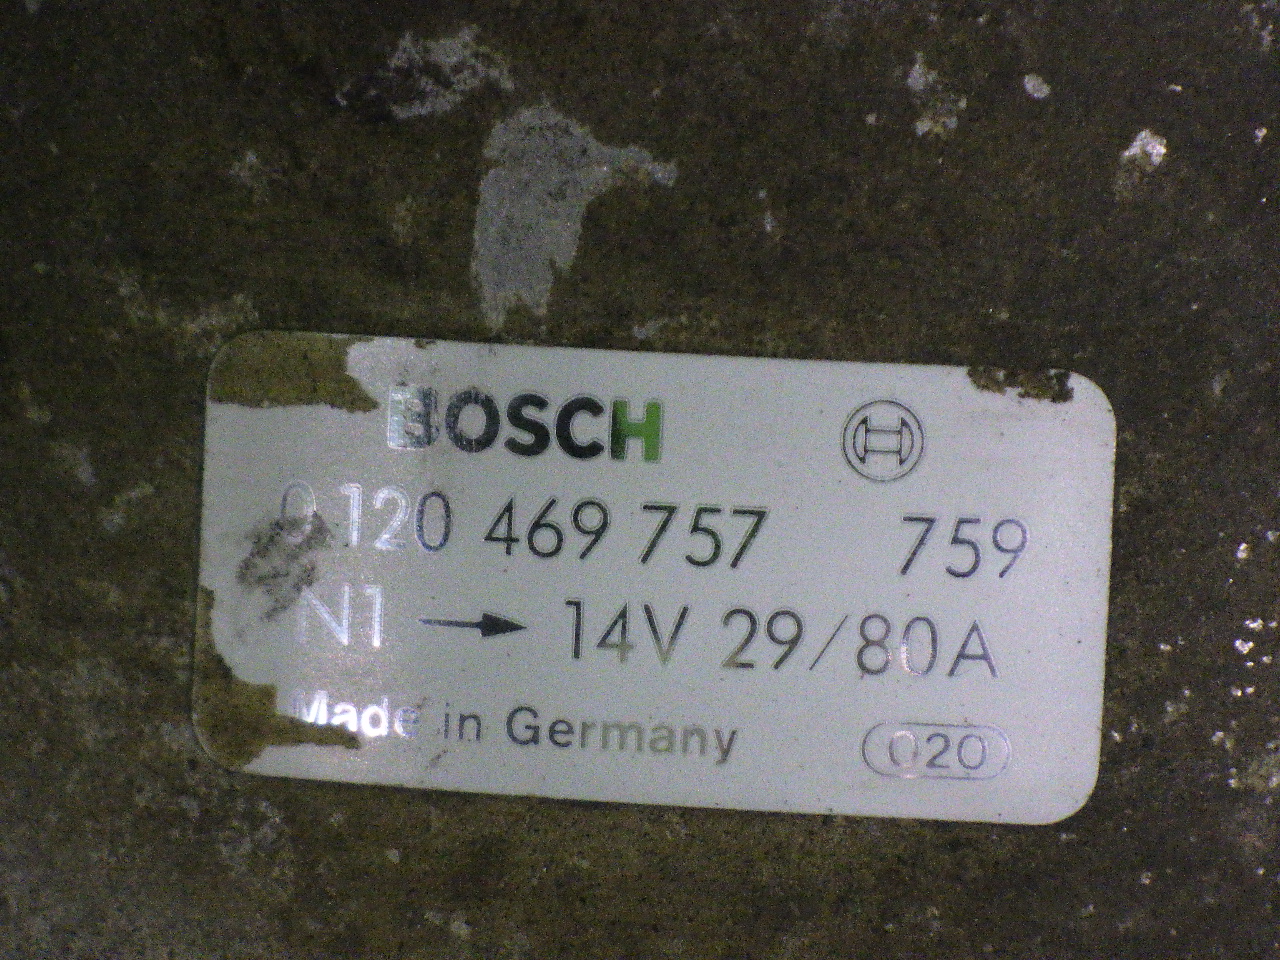 BOSCH
0 120 469 757 759
N1 → 14V 29/80A
Made in Germany 020